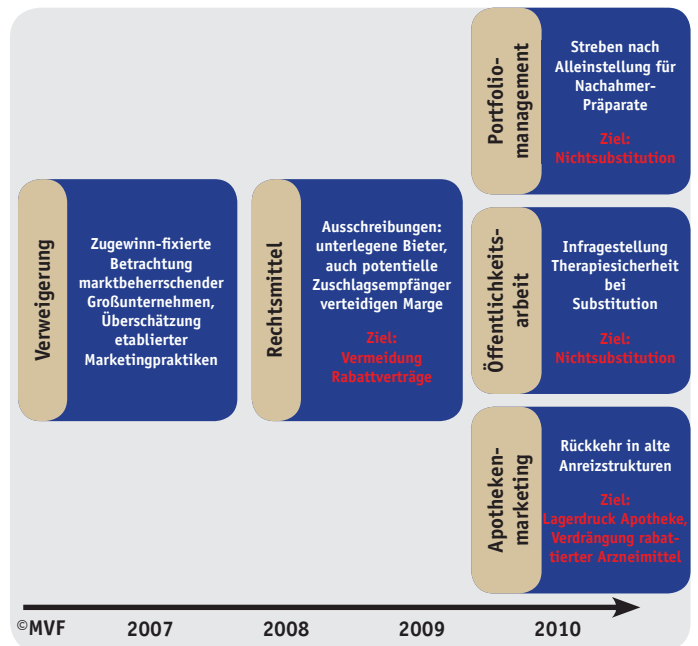 Portfolio-
management
Streben nach
Alleinstellung für
Nachahmer-
Präparate
Ziel:
Nichtsubstitution
Verweigerung
Zugewinn-fixierte
Betrachtung
marktbeherrschender
Großunternehmen,
Überschätzung
etablierter
Marketingpraktiken
Rechtsmittel
Ausschreibungen:
unterlegene Bieter,
auch potentielle
Zuschlagsempfänger
verteidigen Marge
Ziel:
Vermeidung
Rabattverträge
Öffentlichkeits-
arbeit
Infragestellung
Therapiesicherheit
bei
Substitution
Ziel:
Nichtsubstitution
Apotheken-
marketing
Rückkehr in alte
Anreizstrukturen
Ziel:
Lagerdruck Apotheke,
Verdrängung rabat-
tierter Arzneimittel
©MVF 2007 2008 2009 2010